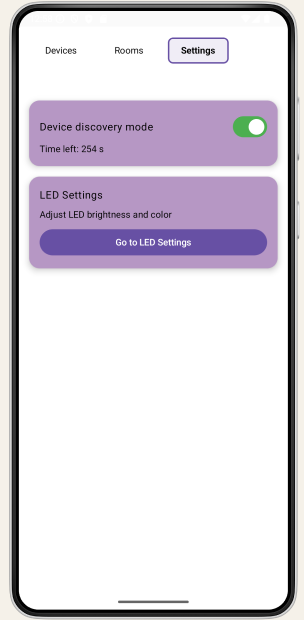 Devices Rooms Settings
Device discovery mode
Time left: 254 s
LED Settings
Adjust LED brightness and color
Go to LED Settings